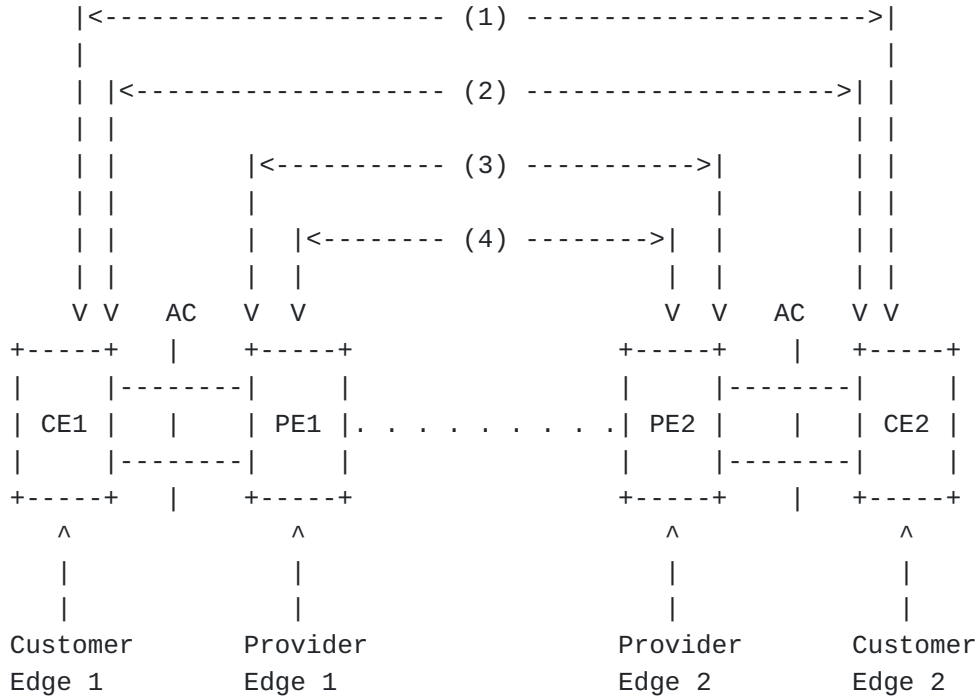 (1)
(2)
(3)
(4)
V V AC V V V V AC V V
CE1 PE1 . . . . . . . . . PE2 CE2
Customer Provider Provider Customer
Edge 1 Edge 1 Edge 2 Edge 2